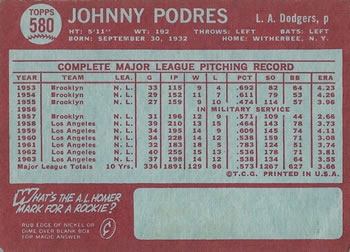 TOPPS
580
JOHNNY PODRES L. A. Dodgers, p
HT: 5'11" WT: 192 THROWS: LEFT BATS: LEFT
BORN: SEPTEMBER 30, 1932 HOME: WITHERBEE, N. Y.
COMPLETE MAJOR LEAGUE PITCHING RECORD
YEAR TEAM LEA. G IP W L PCT. SO BB ERA
1953 Brooklyn N. L. 33 115 9 4 .692 82 64 4.23
1954 Brooklyn N. L. 29 152 11 7 .611 79
1955 Brooklyn N. L. 27 159 9 10 .474 114 57 3.96
1956 IN MILITARY SERVICE
1957 Brooklyn N. L. 31 196 12 9 .571 109 44 2.66
1958 Los Angeles N. L. 39 210 13 15 .464 143 78 3.73
1959 Los Angeles N. L. 34 195 14 9 .609 145 74 4.11
1960 Los Angeles N. L. 34 228 14 12 .538 159 71 3.08
1961 Los Angeles N. L. 32 183 18 5 .783 124 51 3.74
1962 Los Angeles N. L. 40 255 15 13 .536 178 71 3.81
1963 Los Angeles N. L. 37 198 14 12 .538 134 64 3.55
Major League Totals 10 Yrs. 336 1891 129 96 .573 1267 627 3.66
©T.C.G. PRINTED IN U.S.A.
WHAT'S THE A.L. HOMER
MARK FOR A ROOKIE?
RUB EDGE OF NICKEL OR
DIME OVER BLANK BOX
FOR MAGIC ANSWER